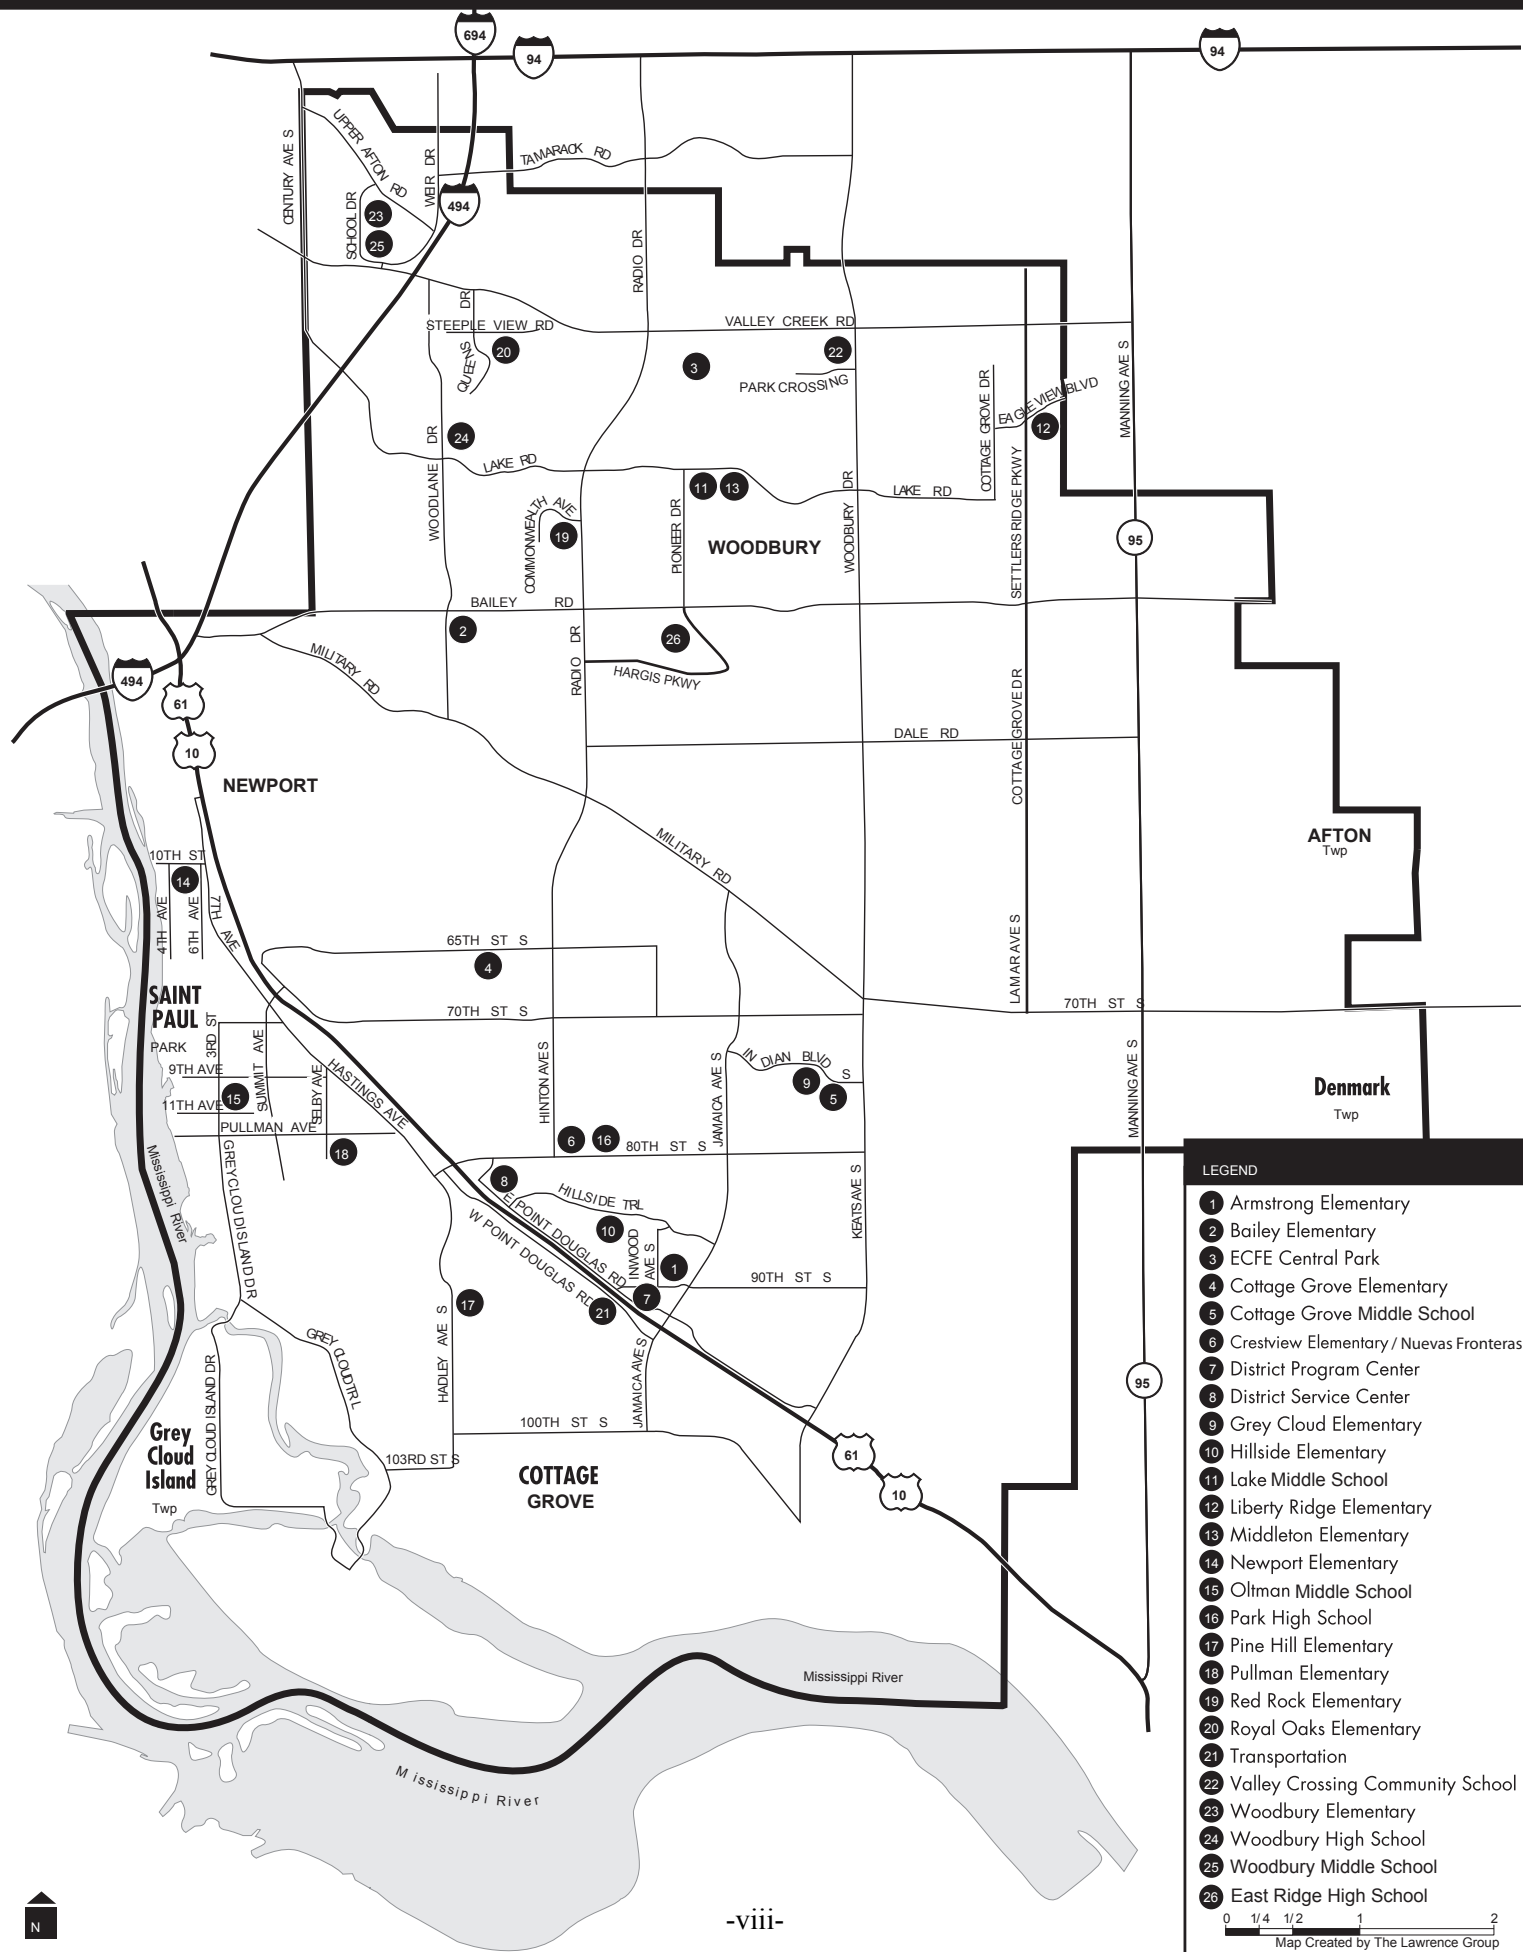 694
94
94
CENTURY AVE S
UPPER AFTON RD
WEIR DR
TAMARACK RD
494
SCHOOL DR
23
25
RADIO DR
QUEENS DR
STEEPLE VIEW RD
VALLEY CREEK RD
20
3
22
PARK CROSSING
MANNING AVE S
COTTAGE GROVE DR
EAGLE VIEW BLVD
12
WOODLANE DR
24
LAKE RD
11
13
LAKE RD
COMMONWEALTH AVE
19
PIONEER DR
WOODBURY
WOODBURY DR
SETTLERS RIDGE PKWY
95
BAILEY RD
2
26
MILITARY RD
RADIO DR
HARGIS PKWY
494
61
10
DALE RD
COTTAGE GROVE DR
NEWPORT
MILITARY RD
AFTON
Twp
10TH ST
14
4TH AVE
6TH AVE
7TH AVE
65TH ST S
4
LAMAR AVE S
SAINT
PAUL
PARK
70TH ST S
70TH ST S
3RD ST
SUMMIT AVE
9TH AVE
11TH AVE
15
SELBY AVE
HASTINGS AVE
PULLMAN AVE
18
HINTON AVE S
JAMAICA AVE S
INDIAN BLVD S
9
5
MANNING AVE S
Denmark
Twp
6
16
80TH ST S
8
HILLSIDE TRL
E POINT DOUGLAS RD
W POINT DOUGLAS RD
10
INWOOD
AVE S
1
7
21
90TH ST S
KEATS AVE S
Mississippi River
GREY CLOUD ISLAND DR
GREY CLOUD TRL
17
HADLEY AVE S
JAMAICA AVE S
GREY CLOUD ISLAND DR
100TH ST S
103RD ST S
Grey
Cloud
Island
Twp
COTTAGE
GROVE
61
10
95
Mississippi River
Mississippi River
LEGEND
1 Armstrong Elementary
2 Bailey Elementary
3 ECFE Central Park
4 Cottage Grove Elementary
5 Cottage Grove Middle School
6 Crestview Elementary / Nuevas Fronteras
7 District Program Center
8 District Service Center
9 Grey Cloud Elementary
10 Hillside Elementary
11 Lake Middle School
12 Liberty Ridge Elementary
13 Middleton Elementary
14 Newport Elementary
15 Oltman Middle School
16 Park High School
17 Pine Hill Elementary
18 Pullman Elementary
19 Red Rock Elementary
20 Royal Oaks Elementary
21 Transportation
22 Valley Crossing Community School
23 Woodbury Elementary
24 Woodbury High School
25 Woodbury Middle School
26 East Ridge High School
0 1/4 1/2 1 2
Map Created by The Lawrence Group
N
-viii-